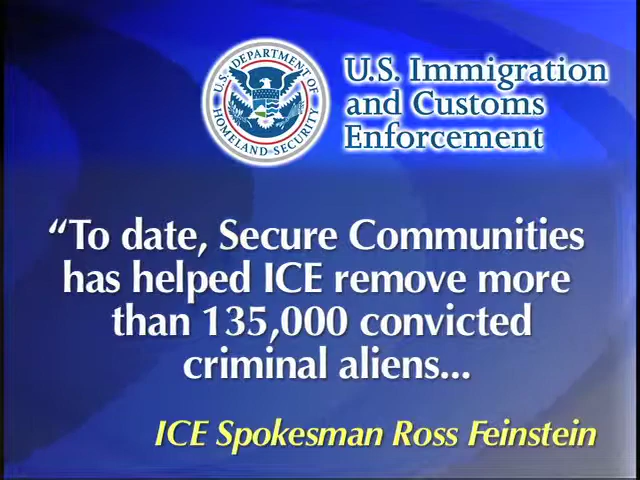 U.S. DEPARTMENT OF
HOMELAND SECURITY
U.S. Immigration
and Customs
Enforcement
“To date, Secure Communities
has helped ICE remove more
than 135,000 convicted
criminal aliens...
ICE Spokesman Ross Feinstein